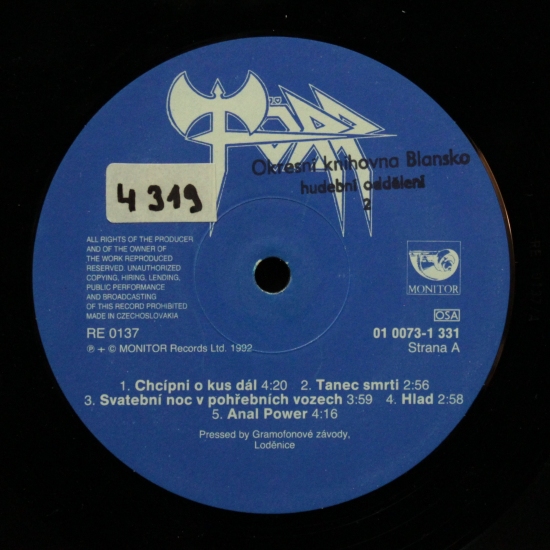 TÖRR
Okresní knihovna Blansko
hudební oddělení
2
4 319
ALL RIGHTS OF THE PRODUCER
AND OF THE OWNER OF
THE WORK REPRODUCED
RESERVED UNAUTHORIZED
COPYING, HIRING, LENDING,
PUBLIC PERFORMANCE
AND BROADCASTING
OF THIS RECORD PROHIBITED
MADE IN CZECHOSLOVAKIA
MONITOR
OSA
RE 0137
01 0073-1 331
℗ + © MONITOR Records Ltd. 1992
Strana A
1. Chcípni o kus dál 4:20 2. Tanec smrti 2:56
3. Svatební noc v pohřebních vozech 3:59 4. Hlad 2:58
5. Anal Power 4:16
Pressed by Gramofonové závody,
Loděnice